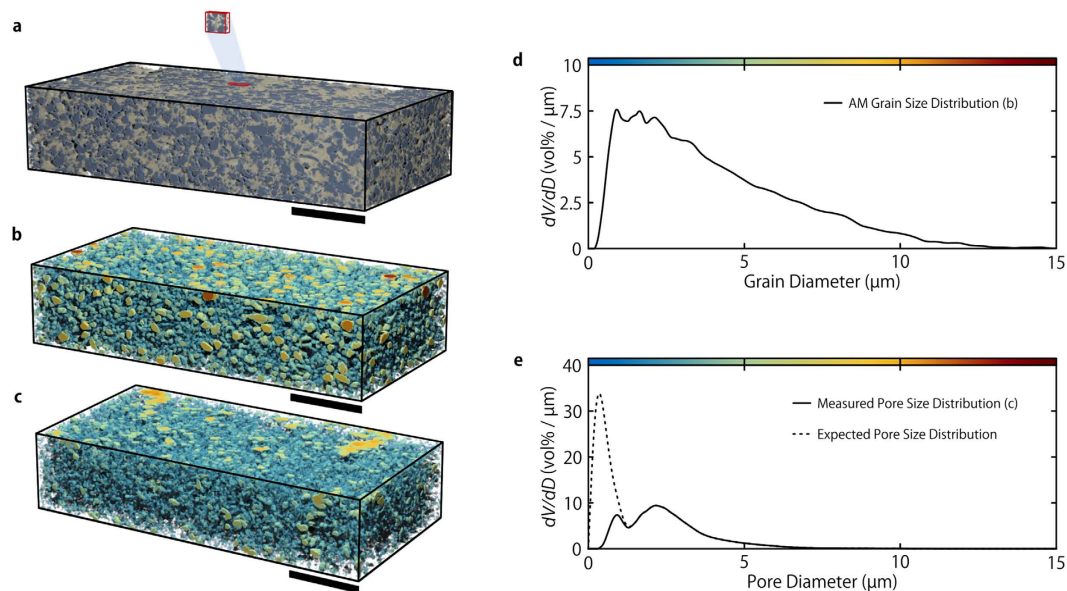 a
b
c
d
10
7.5
5
2.5
0
dV/dD (vol% / μm)
AM Grain Size Distribution (b)
0 5 10 15
Grain Diameter (μm)
e
40
30
20
10
0
dV/dD (vol% / μm)
Measured Pore Size Distribution (c)
Expected Pore Size Distribution
0 5 10 15
Pore Diameter (μm)